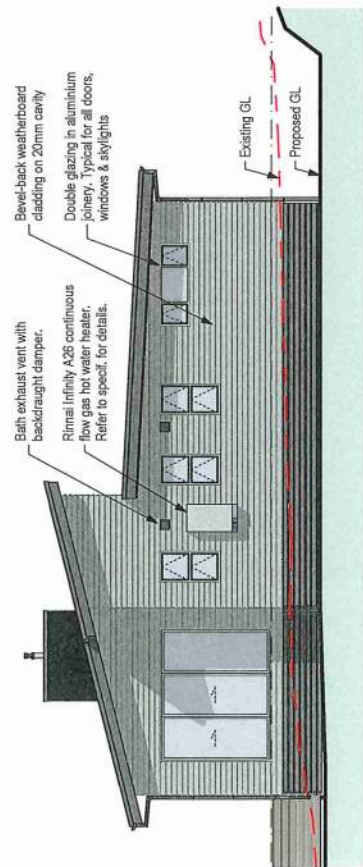 Bath exhaust vent with
backdraught damper.
Rinnai Infinity A26 continuous
flow gas hot water heater.
Refer to specif. for details.
Bevel-back weatherboard
cladding on 20mm cavity
Double glazing in aluminium
joinery. Typical for all doors,
windows & skylights
Existing GL
Proposed GL